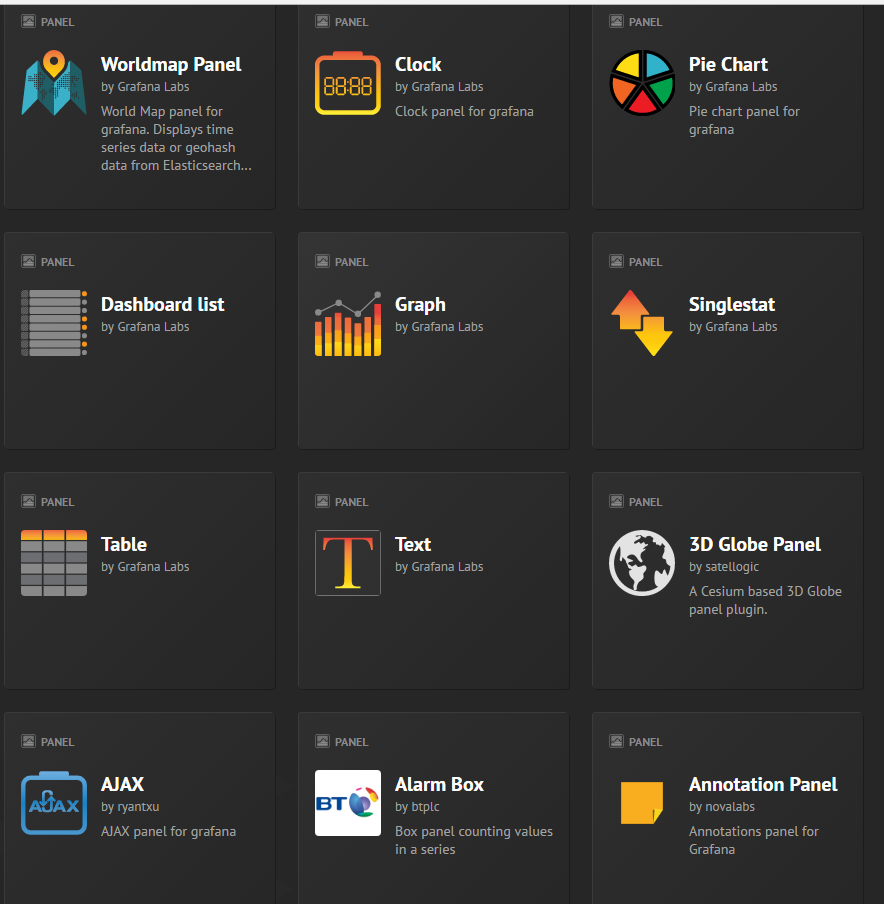 PANEL
Worldmap Panel
by Grafana Labs
World Map panel for
grafana. Displays time
series data or geohash
data from Elasticsearch...
PANEL
88:88
Clock
by Grafana Labs
Clock panel for grafana
PANEL
Pie Chart
by Grafana Labs
Pie chart panel for
grafana
PANEL
Dashboard list
by Grafana Labs
PANEL
Graph
by Grafana Labs
PANEL
Singlestat
by Grafana Labs
PANEL
Table
by Grafana Labs
PANEL
T
Text
by Grafana Labs
PANEL
3D Globe Panel
by satellogic
A Cesium based 3D Globe
panel plugin.
PANEL
AJAX
AJAX
by ryantxu
AJAX panel for grafana
PANEL
BT
Alarm Box
by btplc
Box panel counting values
in a series
PANEL
Annotation Panel
by novalabs
Annotations panel for
Grafana